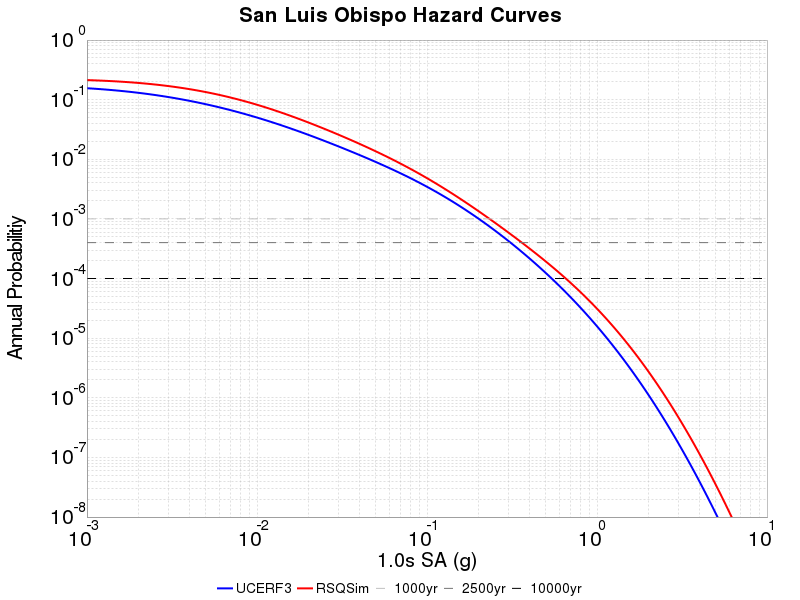 San Luis Obispo Hazard Curves
10^0
10^-1
10^-2
10^-3
10^-4
10^-5
10^-6
10^-7
10^-8
Annual Probability
10^-3 10^-2 10^-1 10^0 10^1
1.0s SA (g)
UCERF3 RSQSim 1000yr 2500yr 10000yr